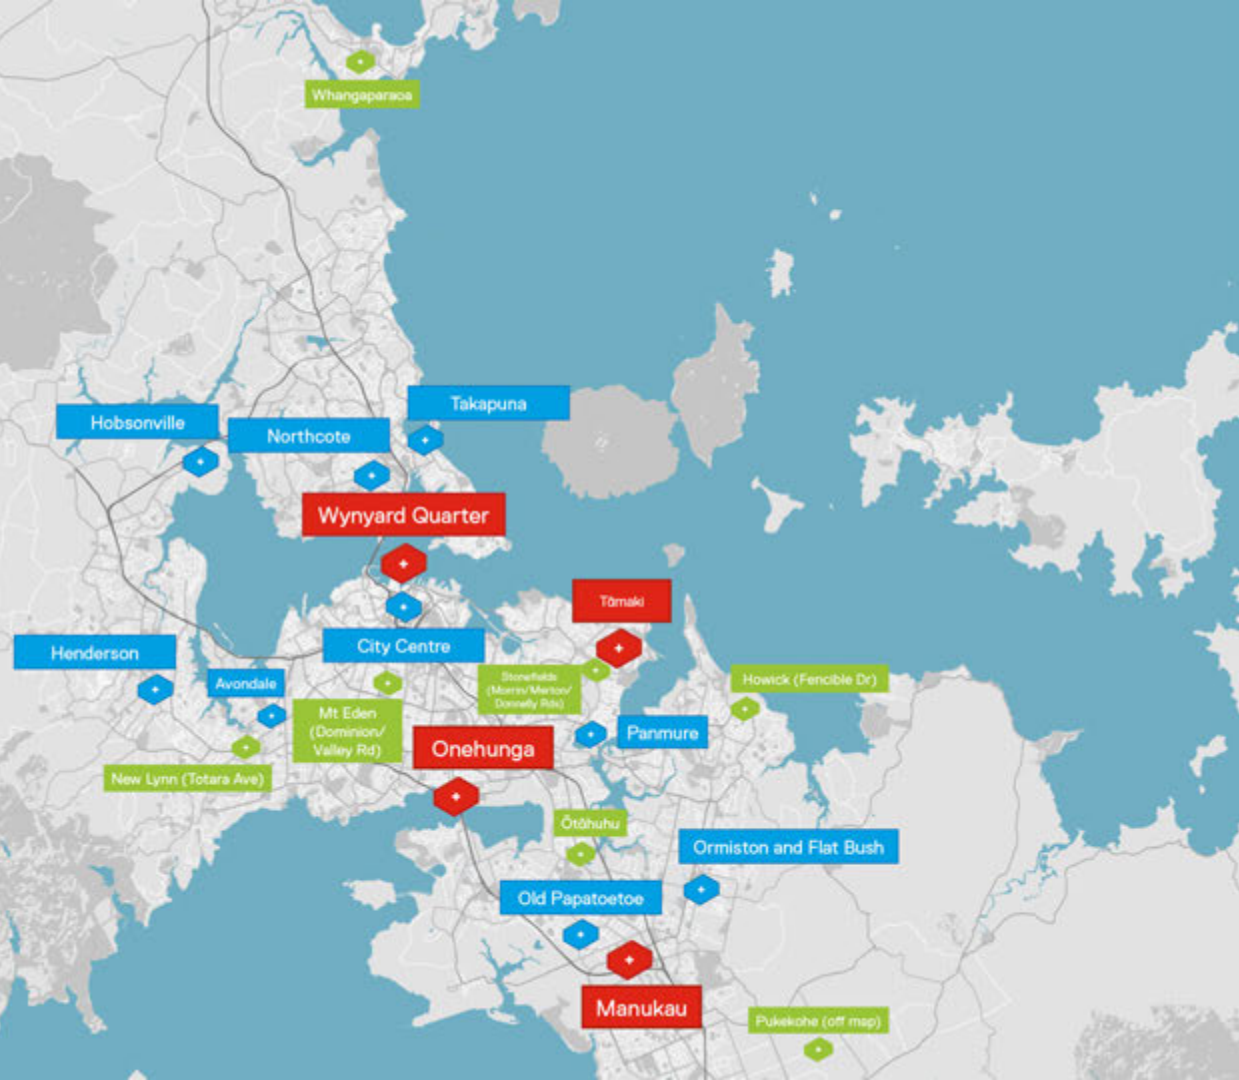 Whangaparaoa
Takapuna
Hobsonville
Northcote
Wynyard Quarter
Tāmaki
City Centre
Henderson
Avondale
Stonefields
(Morrin/Merton/
Donnelly Rds)
Howick (Fencible Dr)
Mt Eden
(Dominion/
Valley Rd)
Panmure
Onehunga
New Lynn (Totara Ave)
Ōtāhuhu
Ormiston and Flat Bush
Old Papatoetoe
Manukau
Pukekohe (off map)